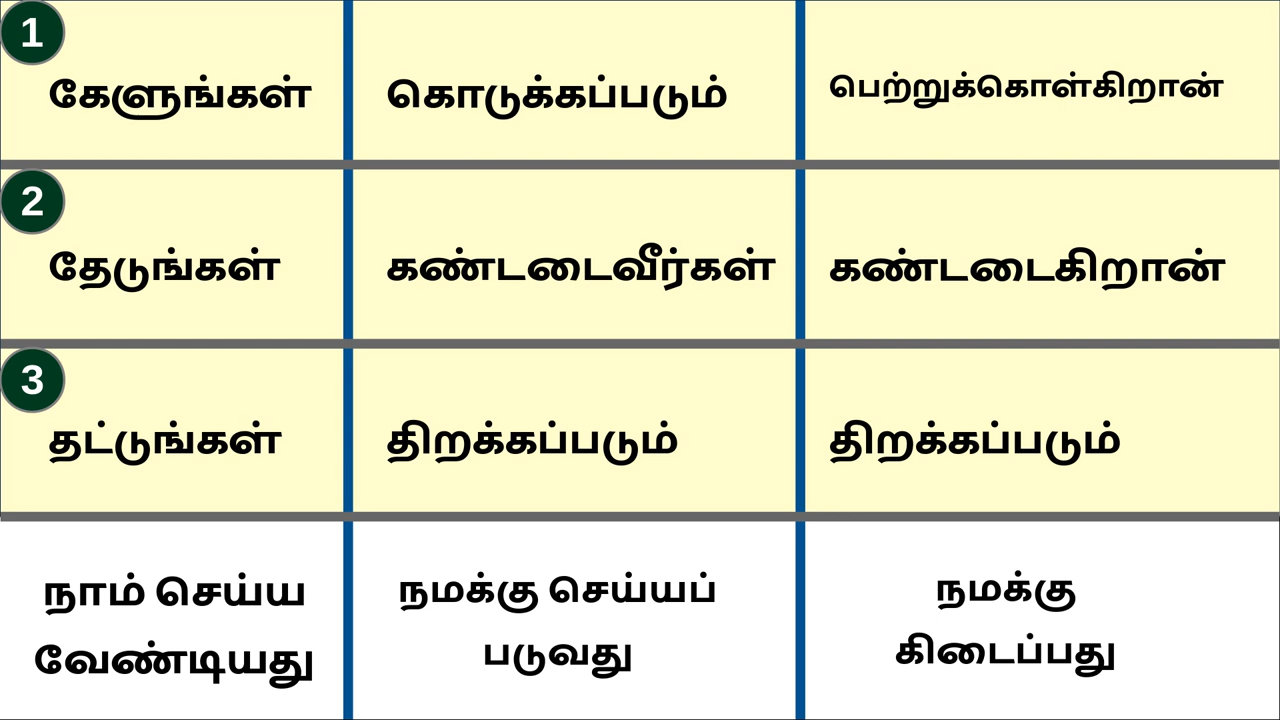 1
கேளுங்கள் கொடுக்கப்படும் பெற்றுக்கொள்கிறான்
2
தேடுங்கள் கண்டடைவீர்கள் கண்டடைகிறான்
3
தட்டுங்கள் திறக்கப்படும் திறக்கப்படும்
நாம் செய்ய
வேண்டியது
நமக்கு செய்யப்
படுவது
நமக்கு
கிடைப்பது